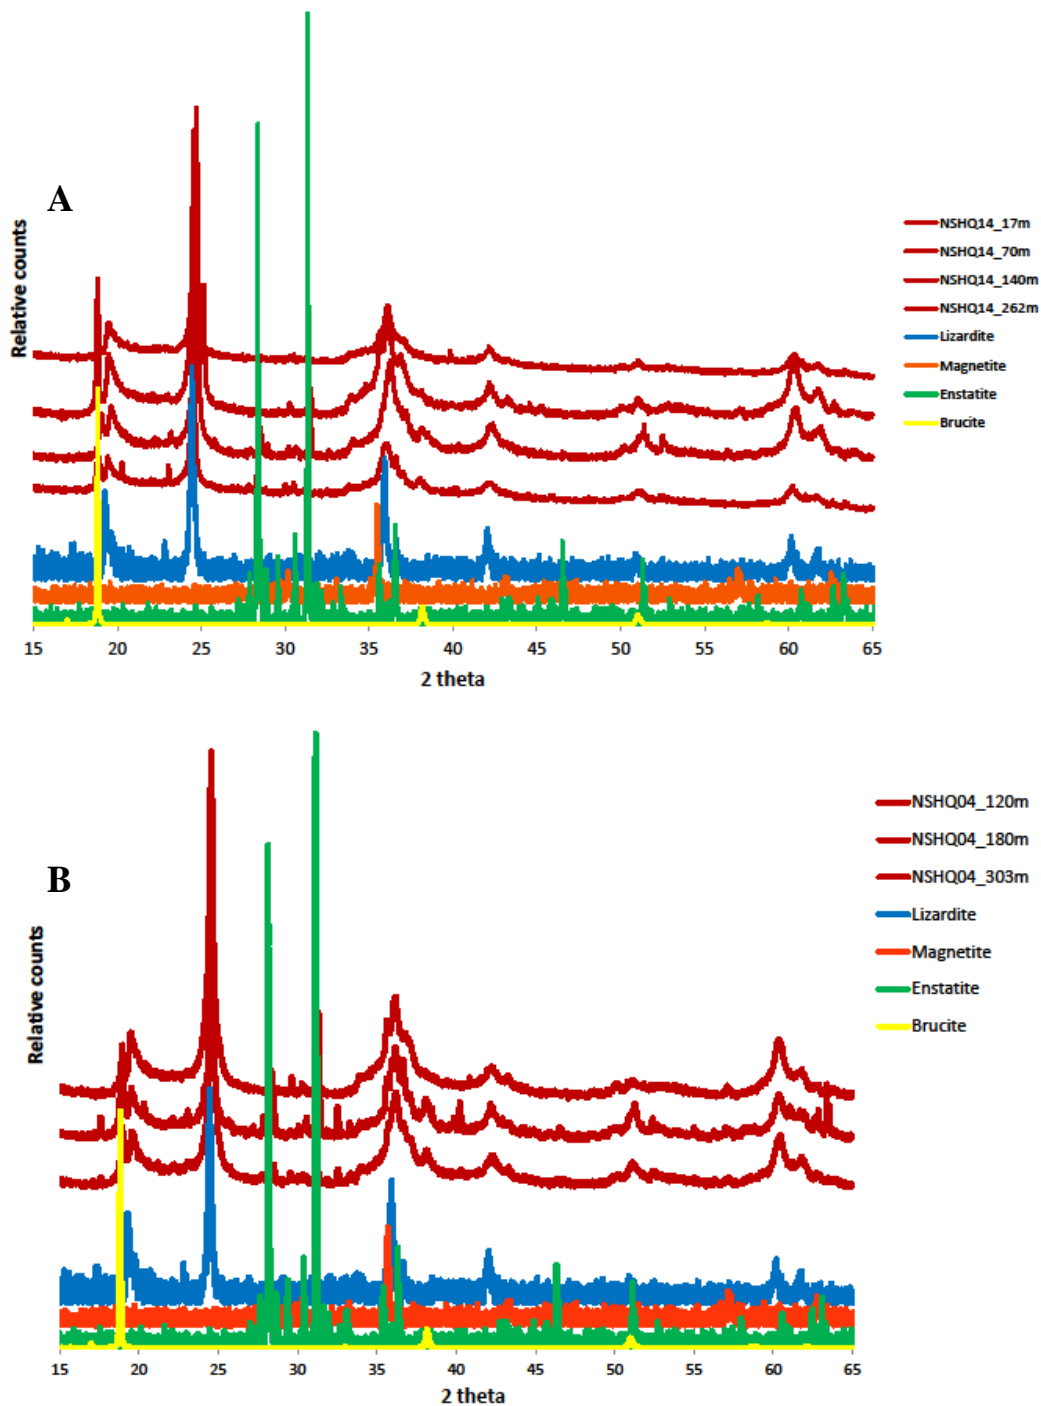 A
Relative counts
NSHQ14_17m
NSHQ14_70m
NSHQ14_140m
NSHQ14_262m
Lizardite
Magnetite
Enstatite
Brucite
15 20 25 30 35 40 45 50 55 60 65
2 theta
B
Relative counts
NSHQ04_120m
NSHQ04_180m
NSHQ04_303m
Lizardite
Magnetite
Enstatite
Brucite
15 20 25 30 35 40 45 50 55 60 65
2 theta